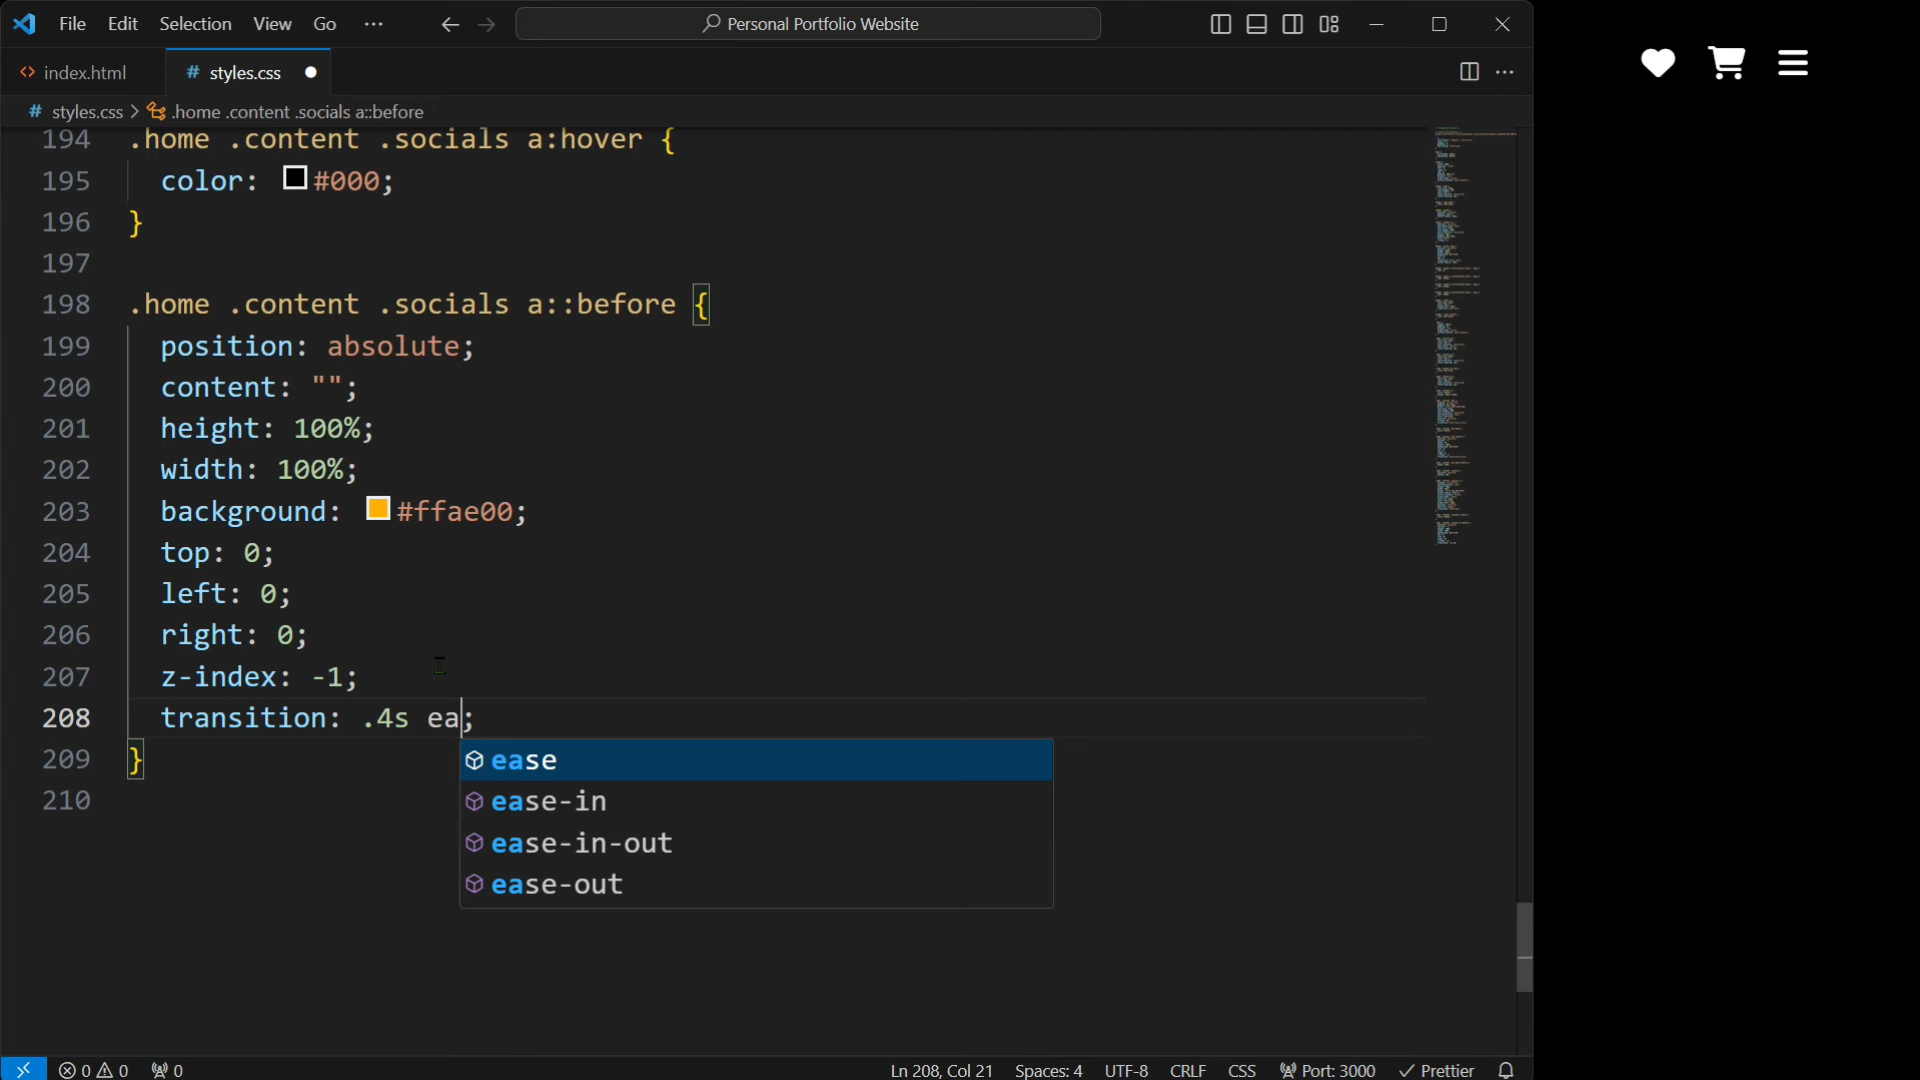 File Edit Selection View Go ··· Personal Portfolio Website
index.html # styles.css
# styles.css > .home .content .socials a::before
194 .home .content .socials a:hover {
195 color: #000;
196 }
197
198 .home .content .socials a::before {
199 position: absolute;
200 content: "";
201 height: 100%;
202 width: 100%;
203 background: #ffae00;
204 top: 0;
205 left: 0;
206 right: 0;
207 z-index: -1;
208 transition: .4s ea;
209 }
210
ease
ease-in
ease-in-out
ease-out
0 0 0 Ln 208, Col 21 Spaces: 4 UTF-8 CRLF CSS Port: 3000 Prettier